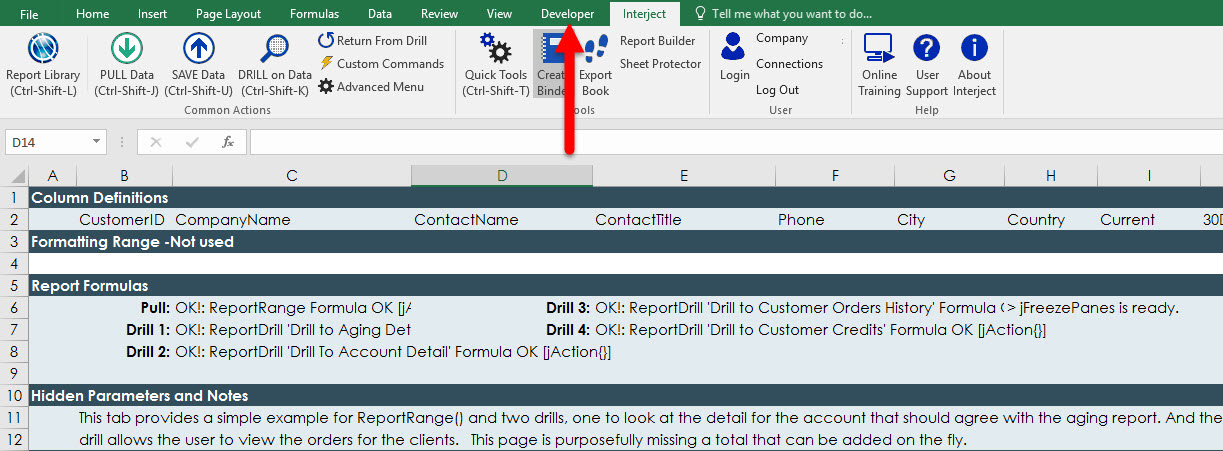 File Home Insert Page Layout Formulas Data Review View Developer Interject Tell me what you want to do...
Report Library (Ctrl-Shift-L)
PULL Data (Ctrl-Shift-J)
SAVE Data (Ctrl-Shift-U)
DRILL on Data (Ctrl-Shift-K)
Return From Drill
Custom Commands
Advanced Menu
Common Actions
Quick Tools (Ctrl-Shift-T)
Export Book
Report Builder
Sheet Protector
Login
Company
Connections
Log Out
User
Online Training
User Support
About Interject
Help
D14 fx
A B C D E F G H I
1 Column Definitions
2 CustomerID CompanyName ContactName ContactTitle Phone City Country Current
3 Formatting Range -Not used
4
5 Report Formulas
6 Pull: OK!: ReportRange Formula OK Drill 3: OK!: ReportDrill 'Drill to Customer Orders History' Formula > jFreezePanes is ready.
7 Drill 1: OK!: ReportDrill 'Drill to Aging Drill 4: OK!: ReportDrill 'Drill to Customer Credits' Formula OK [jAction{}]
8 Drill 2: OK!: ReportDrill 'Drill To Account Detail' Formula OK [jAction{}]
9
10 Hidden Parameters and Notes
11 This tab provides a simple example for ReportRange() and two drills, one to look at the detail for the account that should agree with the aging report. And the
12 drill allows the user to view the orders for the clients. This page is purposefully missing a total that can be added on the fly.